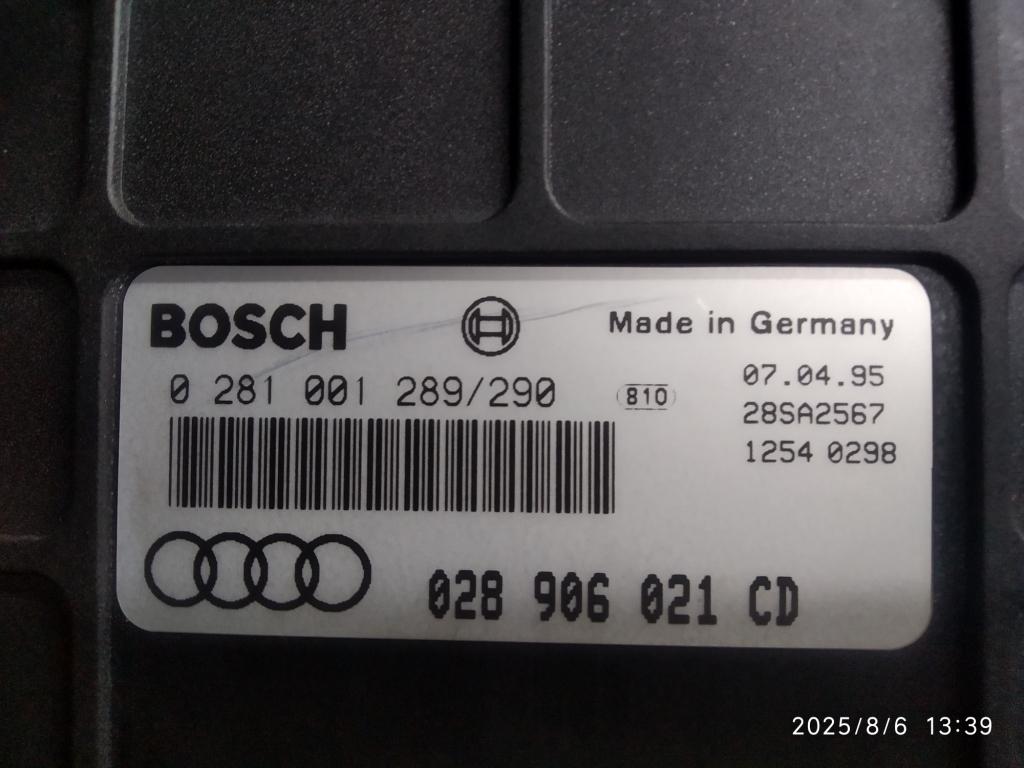 BOSCH Made in Germany
0 281 001 289/290 810 07.04.95
28SA2567
1254 0298
028 906 021 CD
2025/8/6 13:39